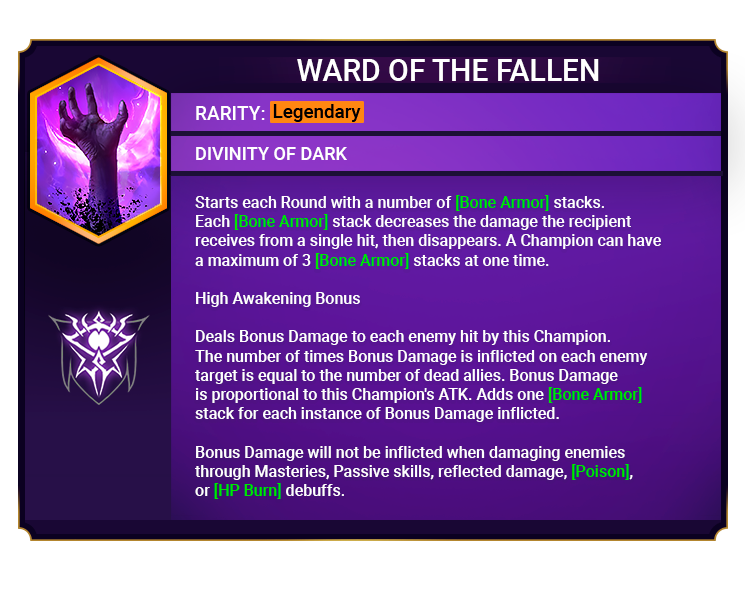 WARD OF THE FALLEN
RARITY: Legendary
DIVINITY OF DARK
Starts each Round with a number of [Bone Armor] stacks.
Each [Bone Armor] stack decreases the damage the recipient
receives from a single hit, then disappears. A Champion can have
a maximum of 3 [Bone Armor] stacks at one time.
High Awakening Bonus
Deals Bonus Damage to each enemy hit by this Champion.
The number of times Bonus Damage is inflicted on each enemy
target is equal to the number of dead allies. Bonus Damage
is proportional to this Champion's ATK. Adds one [Bone Armor]
stack for each instance of Bonus Damage inflicted.
Bonus Damage will not be inflicted when damaging enemies
through Masteries, Passive skills, reflected damage, [Poison],
or [HP Burn] debuffs.